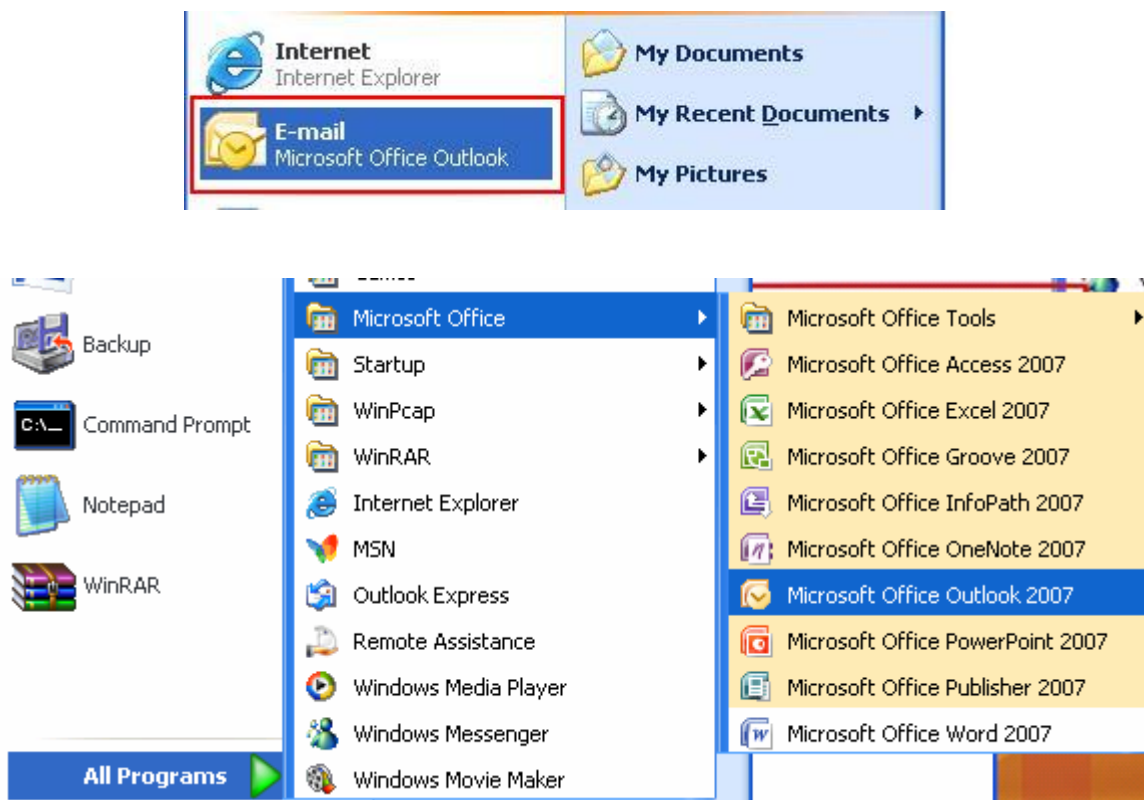 Internet
Internet Explorer
E-mail
Microsoft Office Outlook
My Documents
My Recent Documents
My Pictures
Backup
C:\_
Command Prompt
Notepad
WinRAR
All Programs
Microsoft Office
Startup
WinPcap
WinRAR
Internet Explorer
MSN
Outlook Express
Remote Assistance
Windows Media Player
Windows Messenger
Windows Movie Maker
Microsoft Office Tools
Microsoft Office Access 2007
Microsoft Office Excel 2007
Microsoft Office Groove 2007
Microsoft Office InfoPath 2007
Microsoft Office OneNote 2007
Microsoft Office Outlook 2007
Microsoft Office PowerPoint 2007
Microsoft Office Publisher 2007
Microsoft Office Word 2007